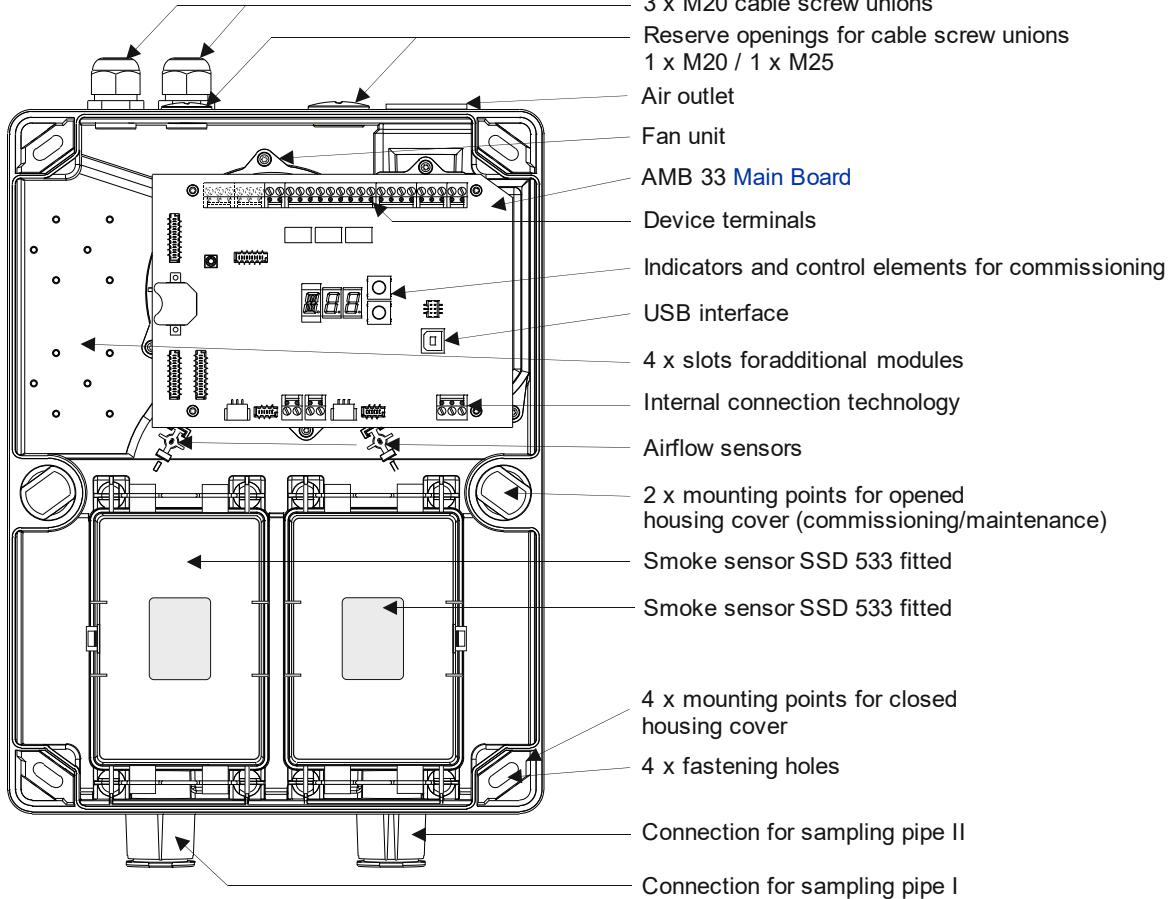 3 x M20 cable screw unions
Reserve openings for cable screw unions
1 x M20 / 1 x M25
Air outlet
Fan unit
AMB 33 Main Board
Device terminals
Indicators and control elements for commissioning
USB interface
4 x slots foradditional modules
Internal connection technology
Airflow sensors
2 x mounting points for opened
housing cover (commissioning/maintenance)
Smoke sensor SSD 533 fitted
Smoke sensor SSD 533 fitted
4 x mounting points for closed
housing cover
4 x fastening holes
Connection for sampling pipe II
Connection for sampling pipe I